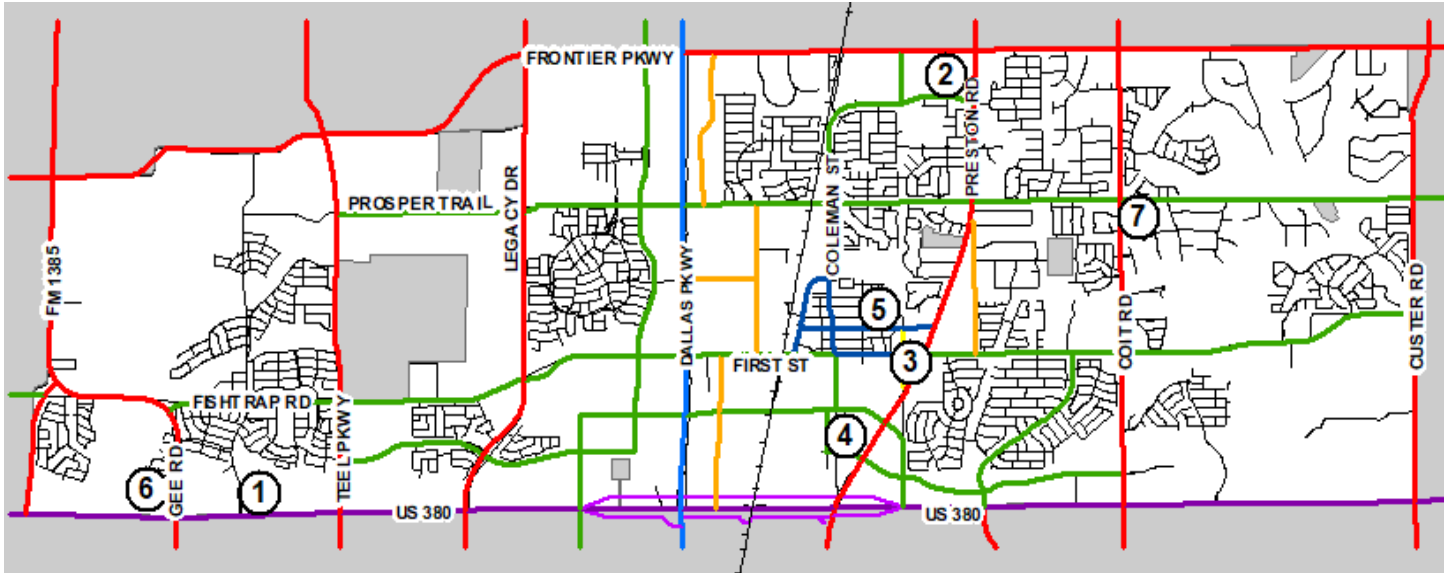 FRONTIER PKWY
2
PRESTON RD
COLEMAN ST
PROSPER TRAIL
LEGACY DR
7
FM 1385
DALLAS PKWY
5
COIT RD
CUSTER RD
FIRST ST
3
FISHTRAP RD
TEEL PKWY
4
GEE RD
6
1
US 380
US 380